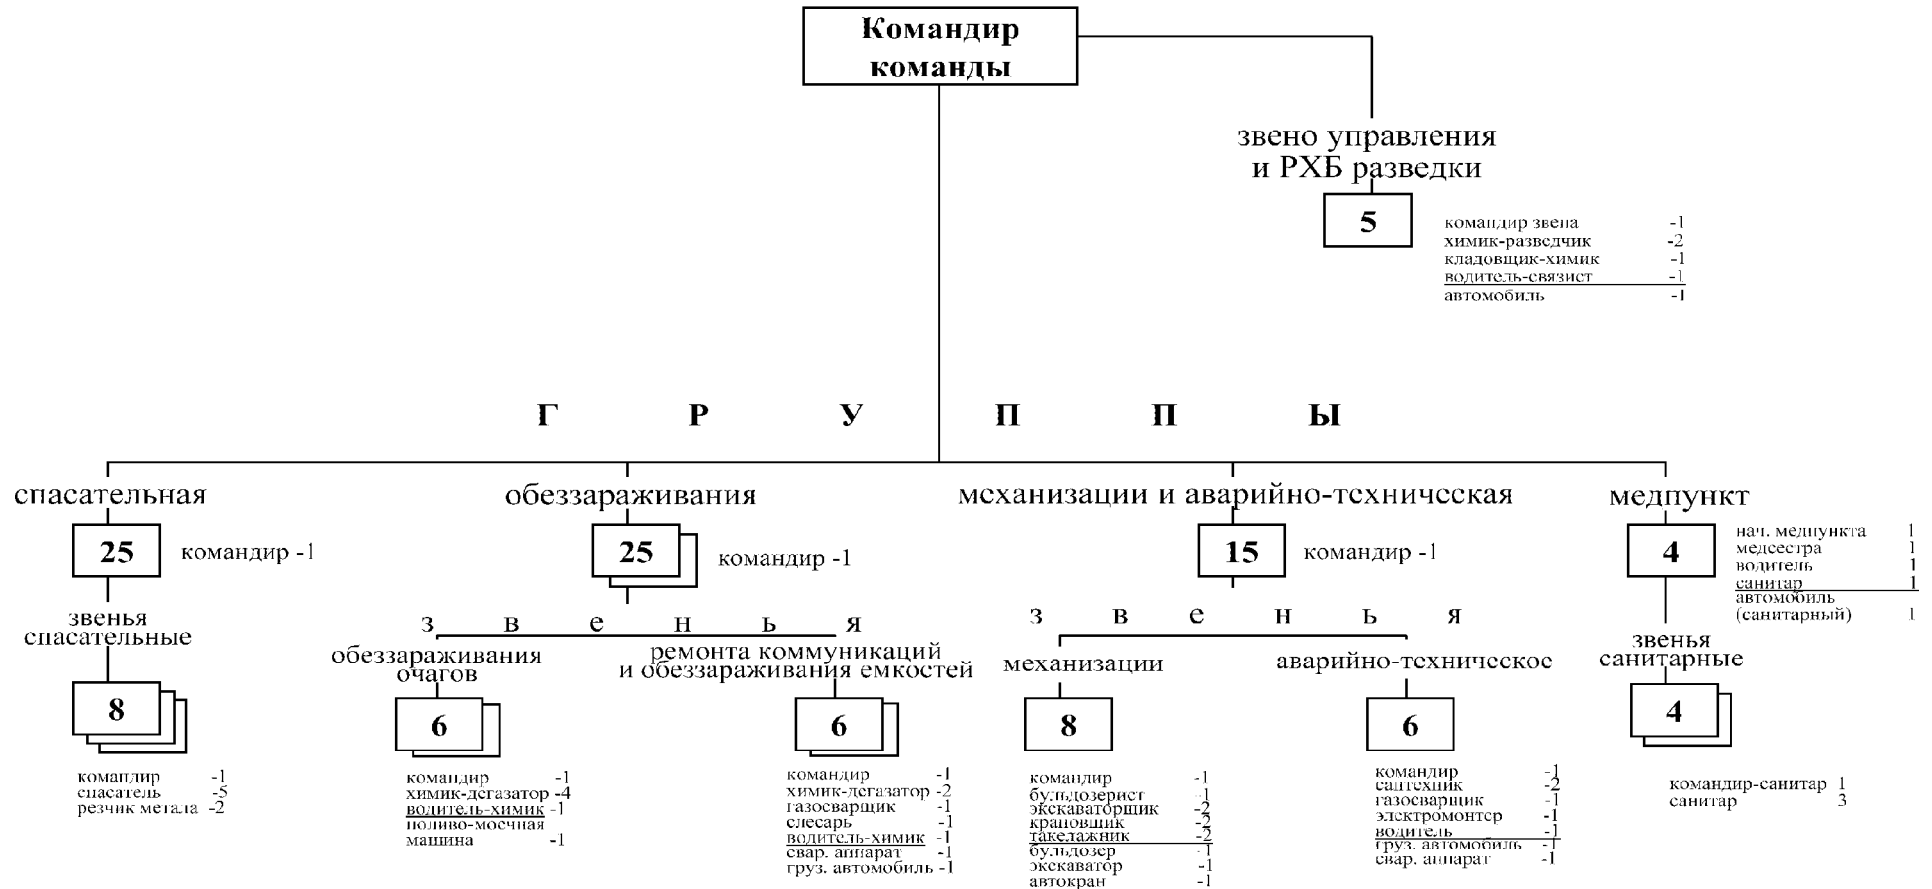 Командир
команды
звено управления
и РХБ разведки
5
командир звена -1
химик-разведчик -2
кладовщик-химик -1
водитель-связист -1
автомобиль -1
Г Р У П П Ы
спасательная
25
командир -1
звенья
спасательные
8
командир -1
спасатель -5
резчик метала -2
обеззараживания
25
командир -1
з в е н ь я
обеззараживания
очагов
6
командир -1
химик-дегазатор -4
водитель-химик -1
поливо-моечная
машина -1
ремонта коммуникаций
и обеззараживания емкостей
6
командир -1
химик-дегазатор -2
газосварщик -1
слесарь -1
водитель-химик -1
свар. аппарат -1
груз. автомобиль -1
механизации и аварийно-техническая
15
командир -1
з в е н ь я
механизации
8
командир -1
бульдозерист -1
экскаваторщик -2
крановщик -2
такелажник -2
бульдозер -1
экскаватор -1
автокран -1
аварийно-техническое
6
командир -1
сантехник -2
газосварщик -1
электромонтер -1
водитель -1
груз. автомобиль -1
свар. аппарат -1
медпункт
4
нач. медпункта 1
медсестра 1
водитель 1
санитар 1
автомобиль
(санитарный) 1
звенья
санитарные
4
командир-санитар 1
санитар 3